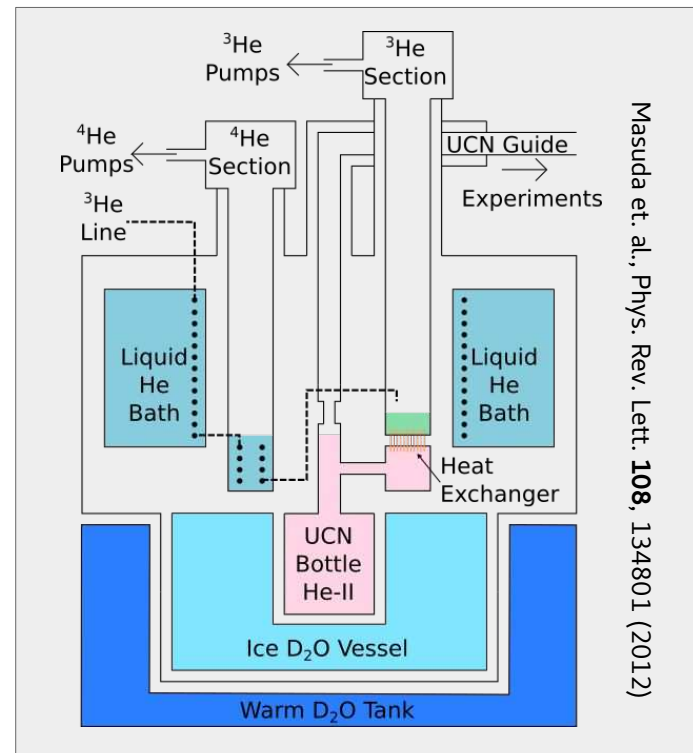 ³He
Pumps
³He
Section
⁴He
Pumps
⁴He
Section
UCN Guide
Experiments
³He
Line
Liquid
He
Bath
Liquid
He
Bath
Heat
Exchanger
UCN
Bottle
He-II
Ice D₂O Vessel
Warm D₂O Tank
Masuda et. al., Phys. Rev. Lett. 108, 134801 (2012)